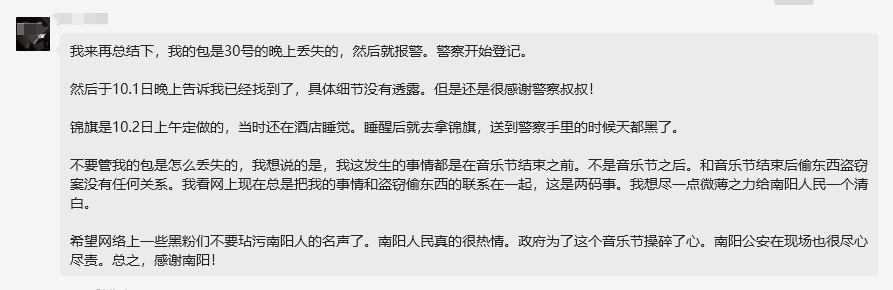 我来再总结下，我的包是30号的晚上丢失的，然后就报警。警察开始登记。
然后于10.1日晚上告诉我已经找到了，具体细节没有透露。但是还是很感谢警察叔叔！
锦旗是10.2日上午定做的，当时还在酒店睡觉。睡醒后就去拿锦旗，送到警察手里的时候天都黑了。
不要管我的包是怎么丢失的，我想说的是，我这发生的事情都是在音乐节结束之前。不是音乐节之后。和音乐节结束后偷东西盗窃
案没有任何关系。我看网上现在总是把我的事情和盗窃偷东西的联系在一起，这是两码事。我想尽一点微薄之力给南阳人民一个清
白。
希望网络上一些黑粉们不要玷污南阳人的名声了。南阳人民真的很热情。政府为了这个音乐节操碎了心。南阳公安在现场也很尽心
尽责。总之，感谢南阳！